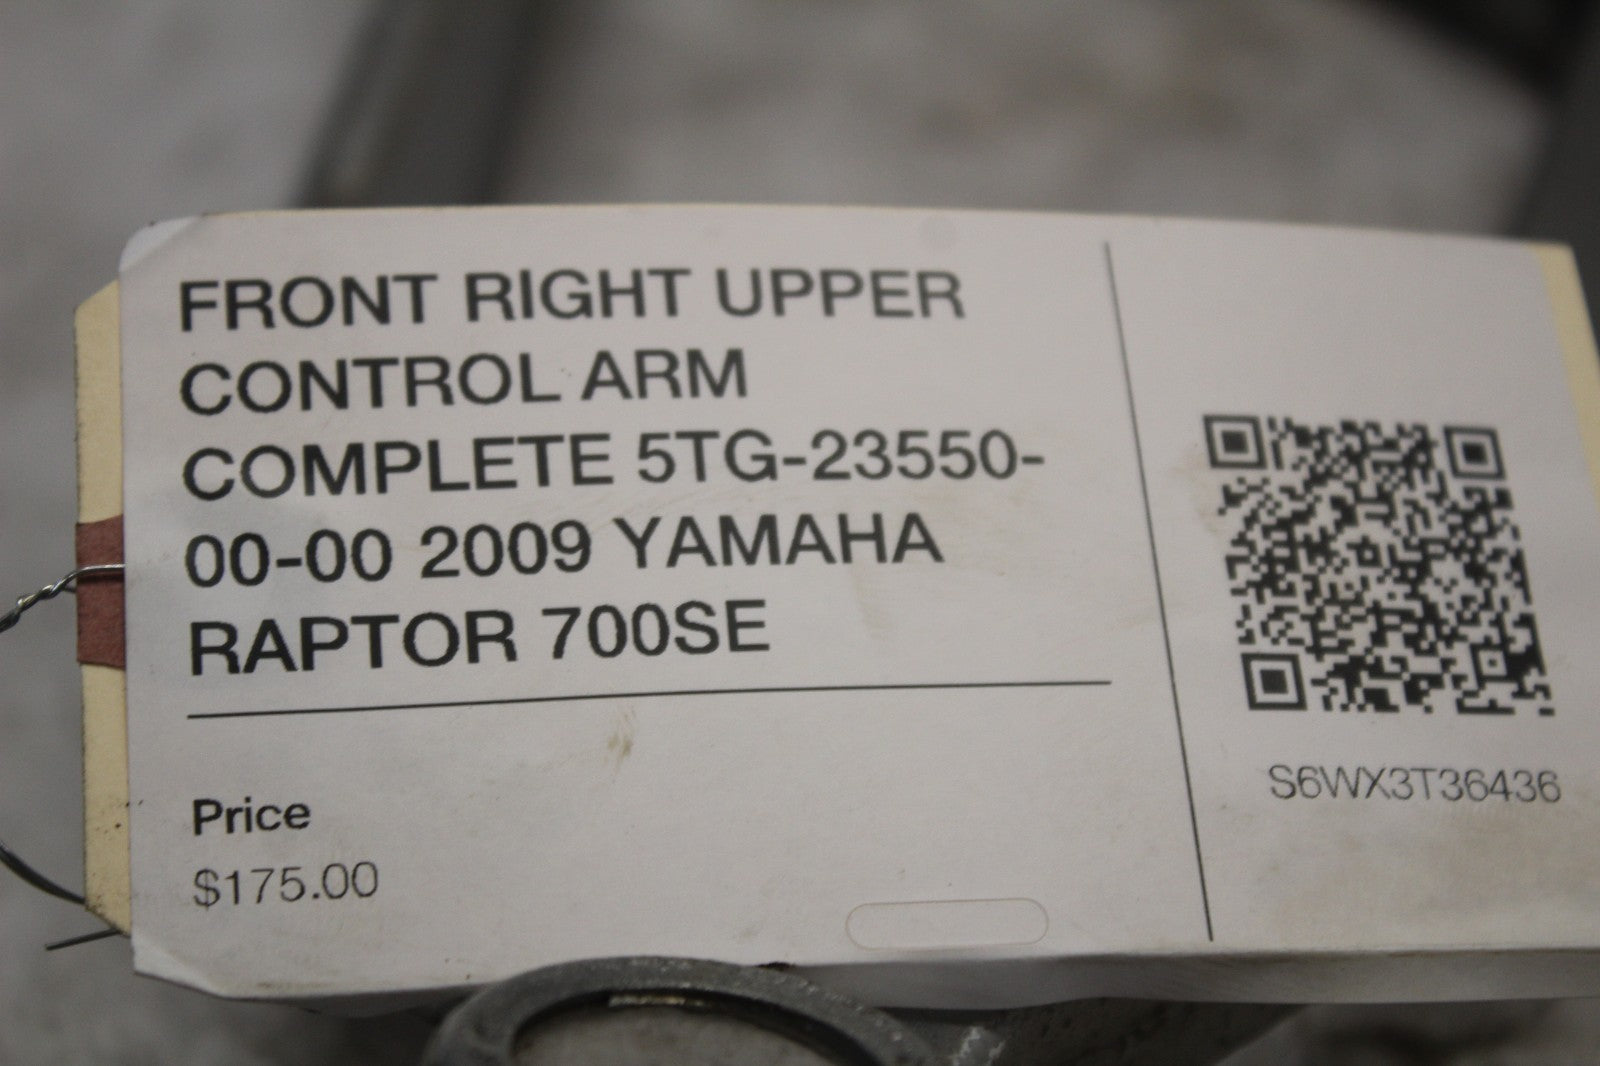 FRONT RIGHT UPPER
CONTROL ARM
COMPLETE 5TG-23550-
00-00 2009 YAMAHA
RAPTOR 700SE
Price
$175.00
S6WX3T36436